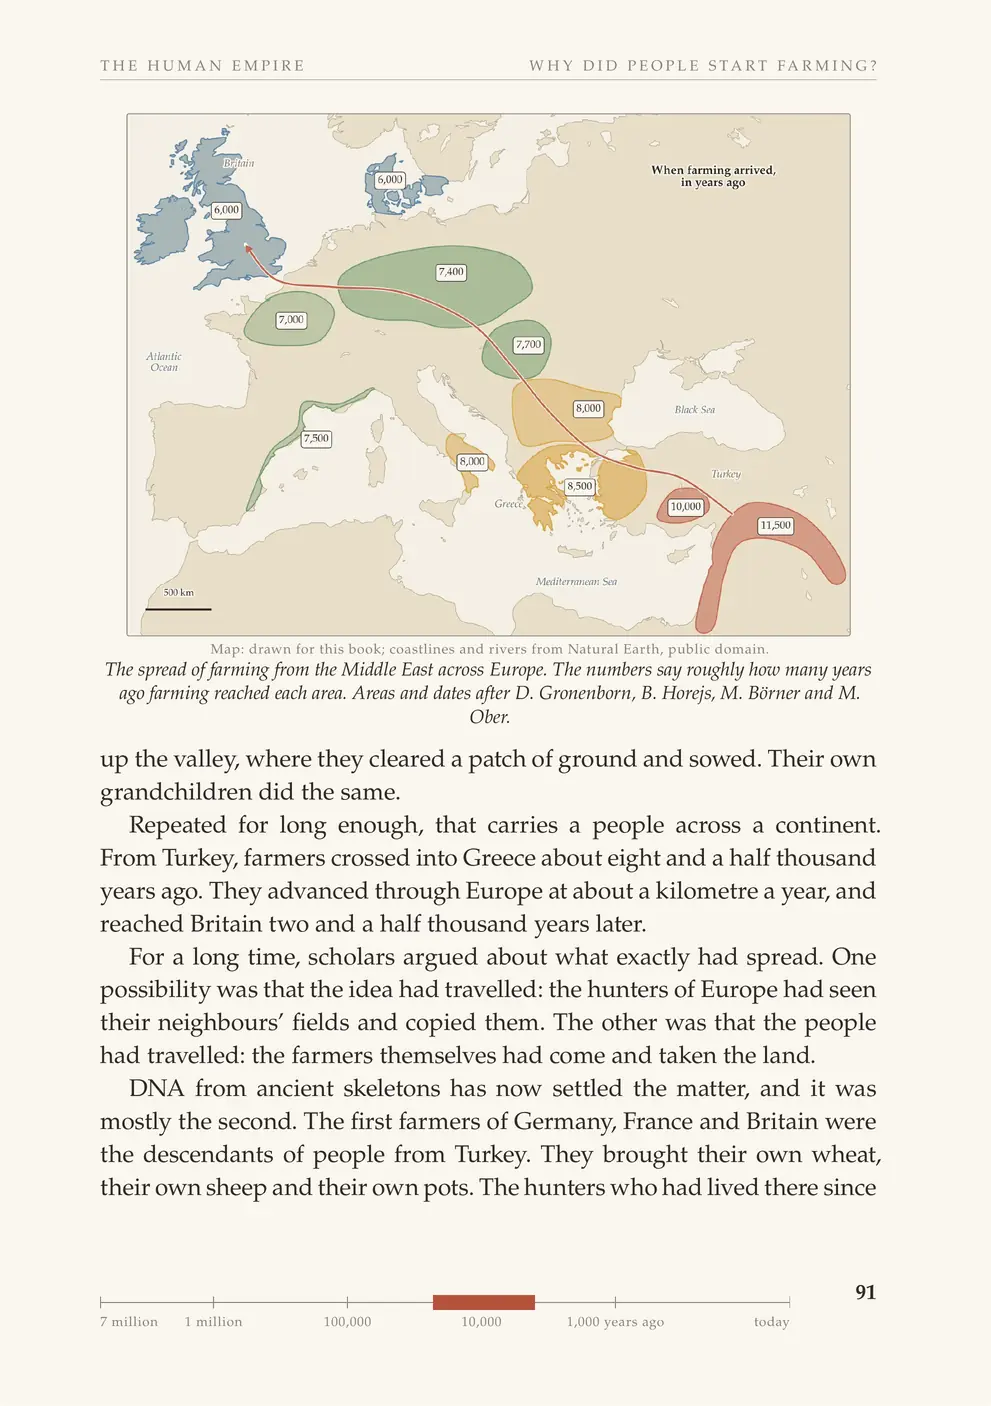 THE HUMAN EMPIRE
WHY DID PEOPLE START FARMING?
Britain
6,000
6,000
When farming arrived,
in years ago
7,400
7,000
7,700
Atlantic
Ocean
8,000
Black Sea
7,500
8,000
Turkey
8,500
Greece
10,000
11,500
Mediterranean Sea
500 km
Map: drawn for this book; coastlines and rivers from Natural Earth, public domain.
The spread of farming from the Middle East across Europe. The numbers say roughly how many years
ago farming reached each area. Areas and dates after D. Gronenborn, B. Horejs, M. Börner and M.
Ober.
up the valley, where they cleared a patch of ground and sowed. Their own
grandchildren did the same.
Repeated for long enough, that carries a people across a continent.
From Turkey, farmers crossed into Greece about eight and a half thousand
years ago. They advanced through Europe at about a kilometre a year, and
reached Britain two and a half thousand years later.
For a long time, scholars argued about what exactly had spread. One
possibility was that the idea had travelled: the hunters of Europe had seen
their neighbours’ fields and copied them. The other was that the people
had travelled: the farmers themselves had come and taken the land.
DNA from ancient skeletons has now settled the matter, and it was
mostly the second. The first farmers of Germany, France and Britain were
the descendants of people from Turkey. They brought their own wheat,
their own sheep and their own pots. The hunters who had lived there since
91
7 million
1 million
100,000
10,000
1,000 years ago
today